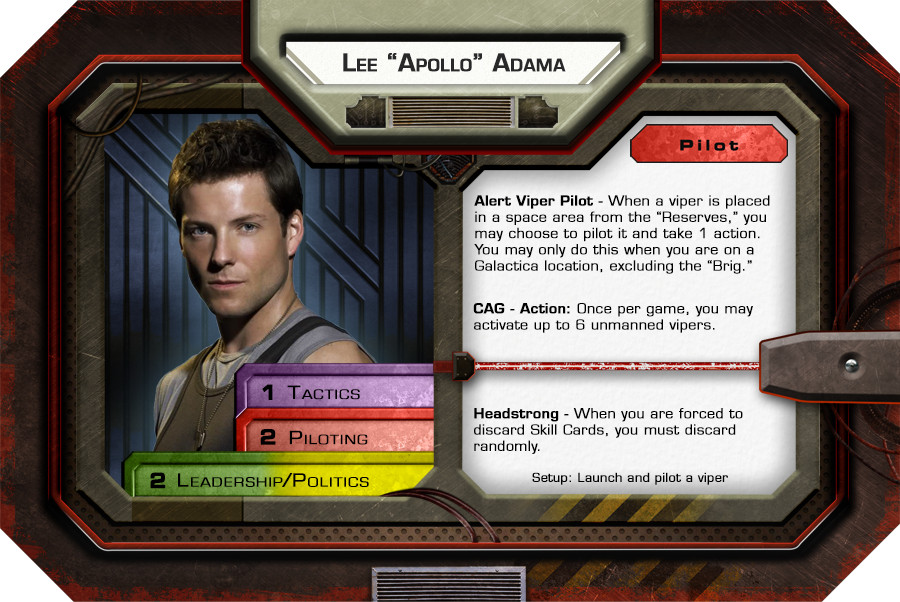 Lee “Apollo” Adama
Pilot
Alert Viper Pilot - When a viper is placed
in a space area from the “Reserves,” you
may choose to pilot it and take 1 action.
You may only do this when you are on a
Galactica location, excluding the “Brig.”
CAG - Action: Once per game, you may
activate up to 6 unmanned vipers.
Headstrong - When you are forced to
discard Skill Cards, you must discard
randomly.
Setup: Launch and pilot a viper
1 Tactics
2 Piloting
2 Leadership/Politics